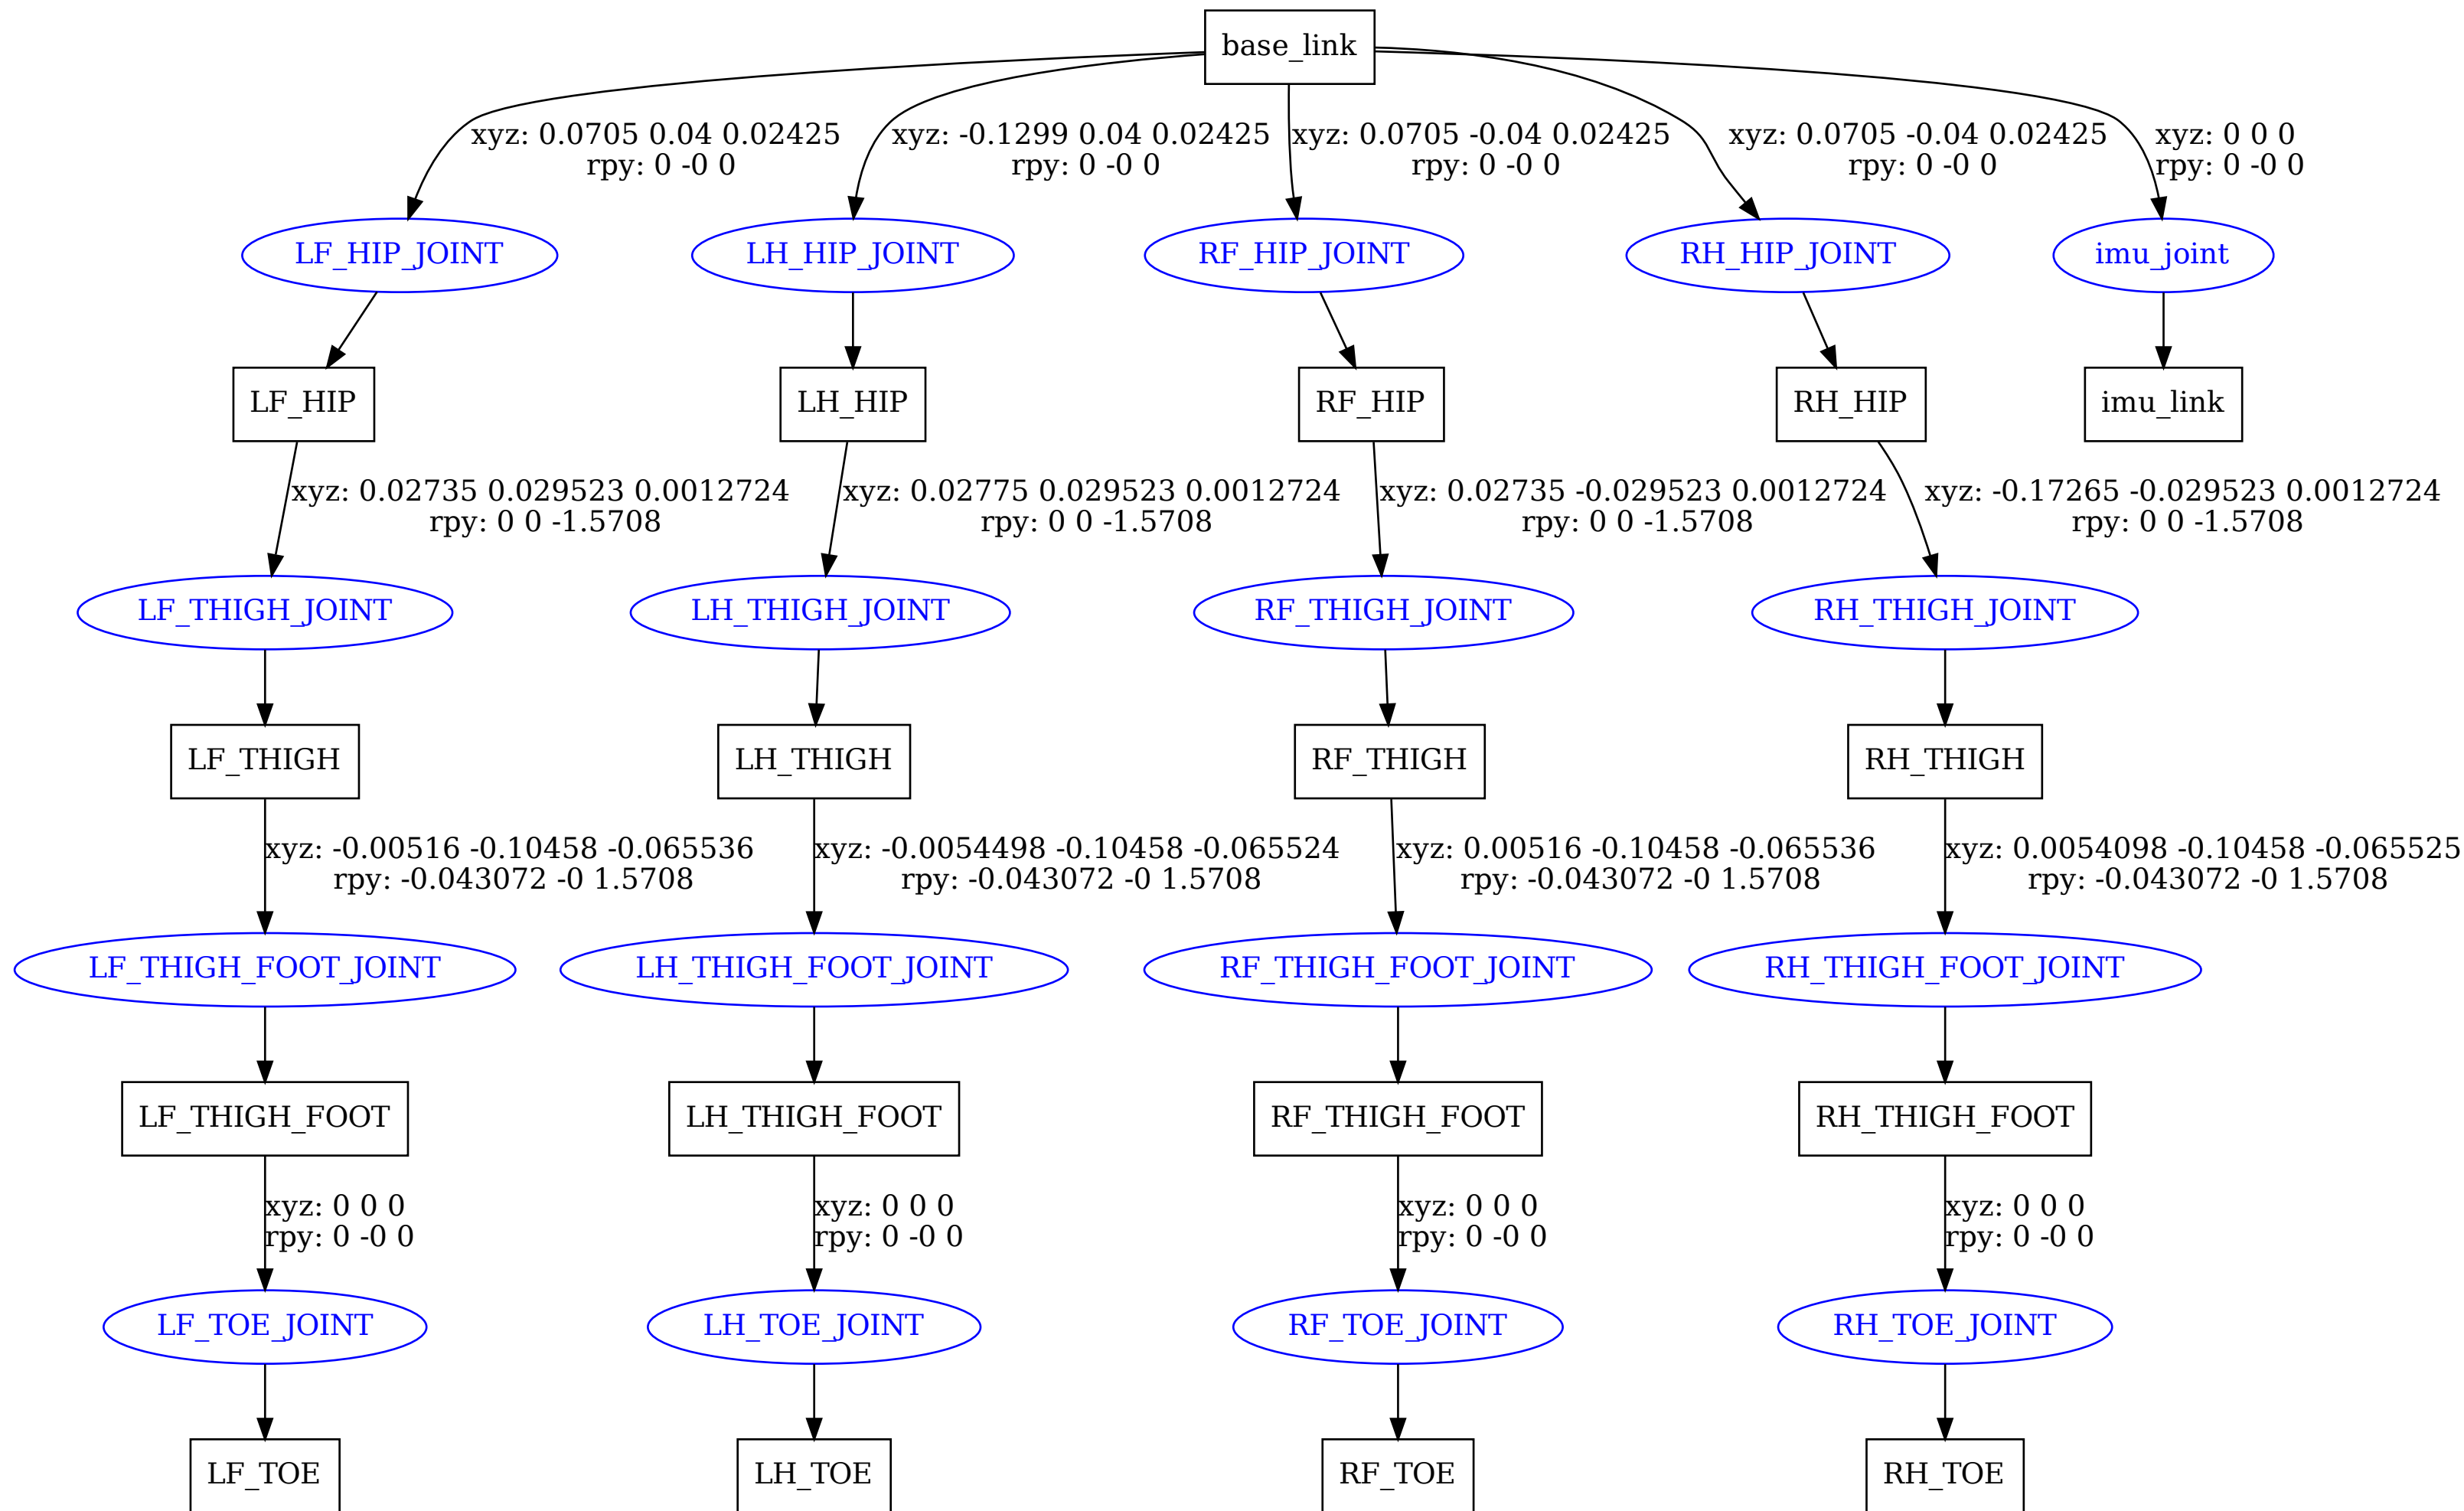 base_link
xyz: 0.0705 0.04 0.02425
rpy: 0 -0 0
xyz: -0.1299 0.04 0.02425
rpy: 0 -0 0
xyz: 0.0705 -0.04 0.02425
rpy: 0 -0 0
xyz: 0.0705 -0.04 0.02425
rpy: 0 -0 0
xyz: 0 0 0
rpy: 0 -0 0
LF_HIP_JOINT
LH_HIP_JOINT
RF_HIP_JOINT
RH_HIP_JOINT
imu_joint
LF_HIP
LH_HIP
RF_HIP
RH_HIP
imu_link
xyz: 0.02735 0.029523 0.0012724
rpy: 0 0 -1.5708
xyz: 0.02775 0.029523 0.0012724
rpy: 0 0 -1.5708
xyz: 0.02735 -0.029523 0.0012724
rpy: 0 0 -1.5708
xyz: -0.17265 -0.029523 0.0012724
rpy: 0 0 -1.5708
LF_THIGH_JOINT
LH_THIGH_JOINT
RF_THIGH_JOINT
RH_THIGH_JOINT
LF_THIGH
LH_THIGH
RF_THIGH
RH_THIGH
xyz: -0.00516 -0.10458 -0.065536
rpy: -0.043072 -0 1.5708
xyz: -0.0054498 -0.10458 -0.065524
rpy: -0.043072 -0 1.5708
xyz: 0.00516 -0.10458 -0.065536
rpy: -0.043072 -0 1.5708
xyz: 0.0054098 -0.10458 -0.065525
rpy: -0.043072 -0 1.5708
LF_THIGH_FOOT_JOINT
LH_THIGH_FOOT_JOINT
RF_THIGH_FOOT_JOINT
RH_THIGH_FOOT_JOINT
LF_THIGH_FOOT
LH_THIGH_FOOT
RF_THIGH_FOOT
RH_THIGH_FOOT
xyz: 0 0 0
rpy: 0 -0 0
xyz: 0 0 0
rpy: 0 -0 0
xyz: 0 0 0
rpy: 0 -0 0
xyz: 0 0 0
rpy: 0 -0 0
LF_TOE_JOINT
LH_TOE_JOINT
RF_TOE_JOINT
RH_TOE_JOINT
LF_TOE
LH_TOE
RF_TOE
RH_TOE